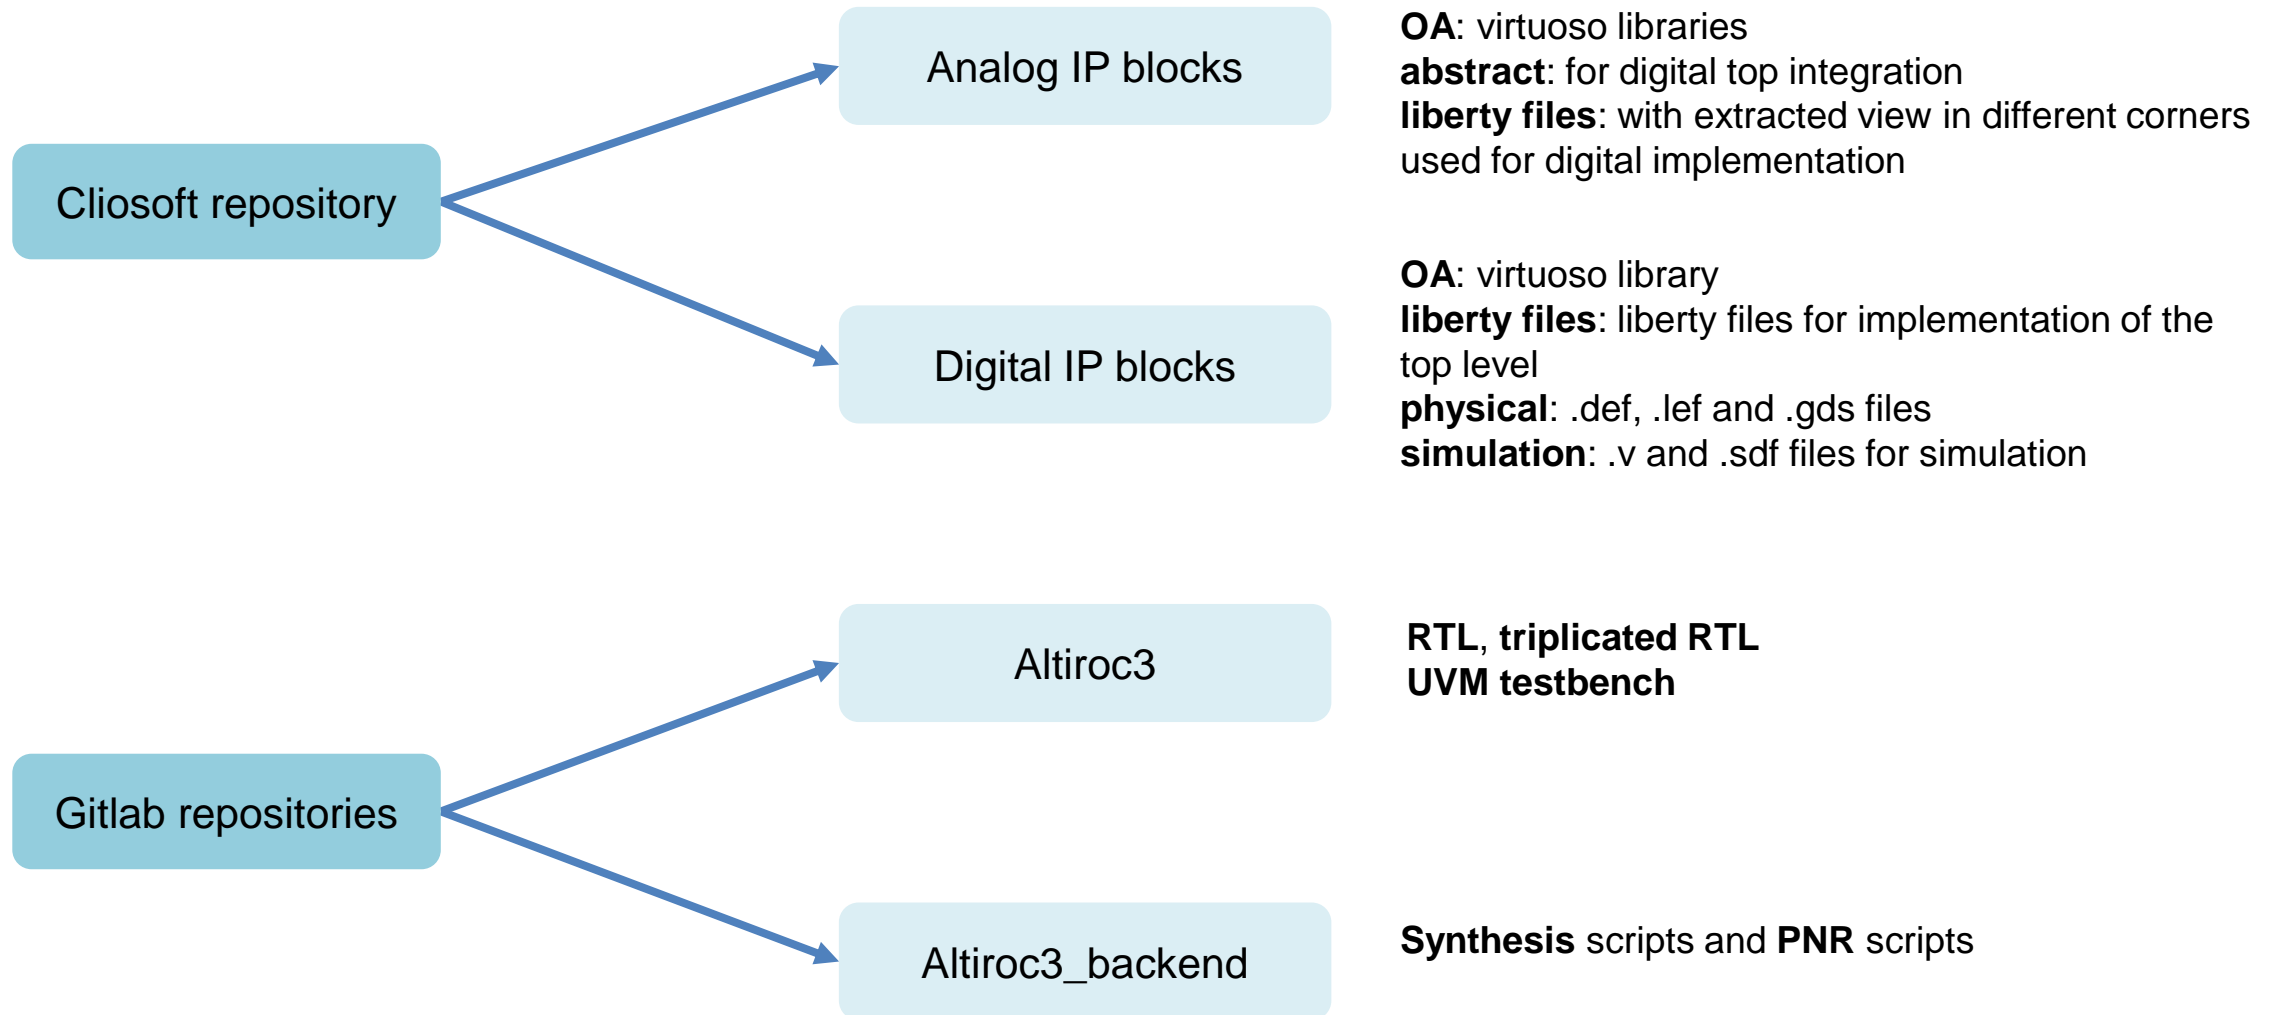 Cliosoft repository
Analog IP blocks
OA: virtuoso libraries
abstract: for digital top integration
liberty files: with extracted view in different corners
used for digital implementation
Digital IP blocks
OA: virtuoso library
liberty files: liberty files for implementation of the
top level
physical: .def, .lef and .gds files
simulation: .v and .sdf files for simulation
Gitlab repositories
Altiroc3
RTL, triplicated RTL
UVM testbench
Altiroc3_backend
Synthesis scripts and PNR scripts